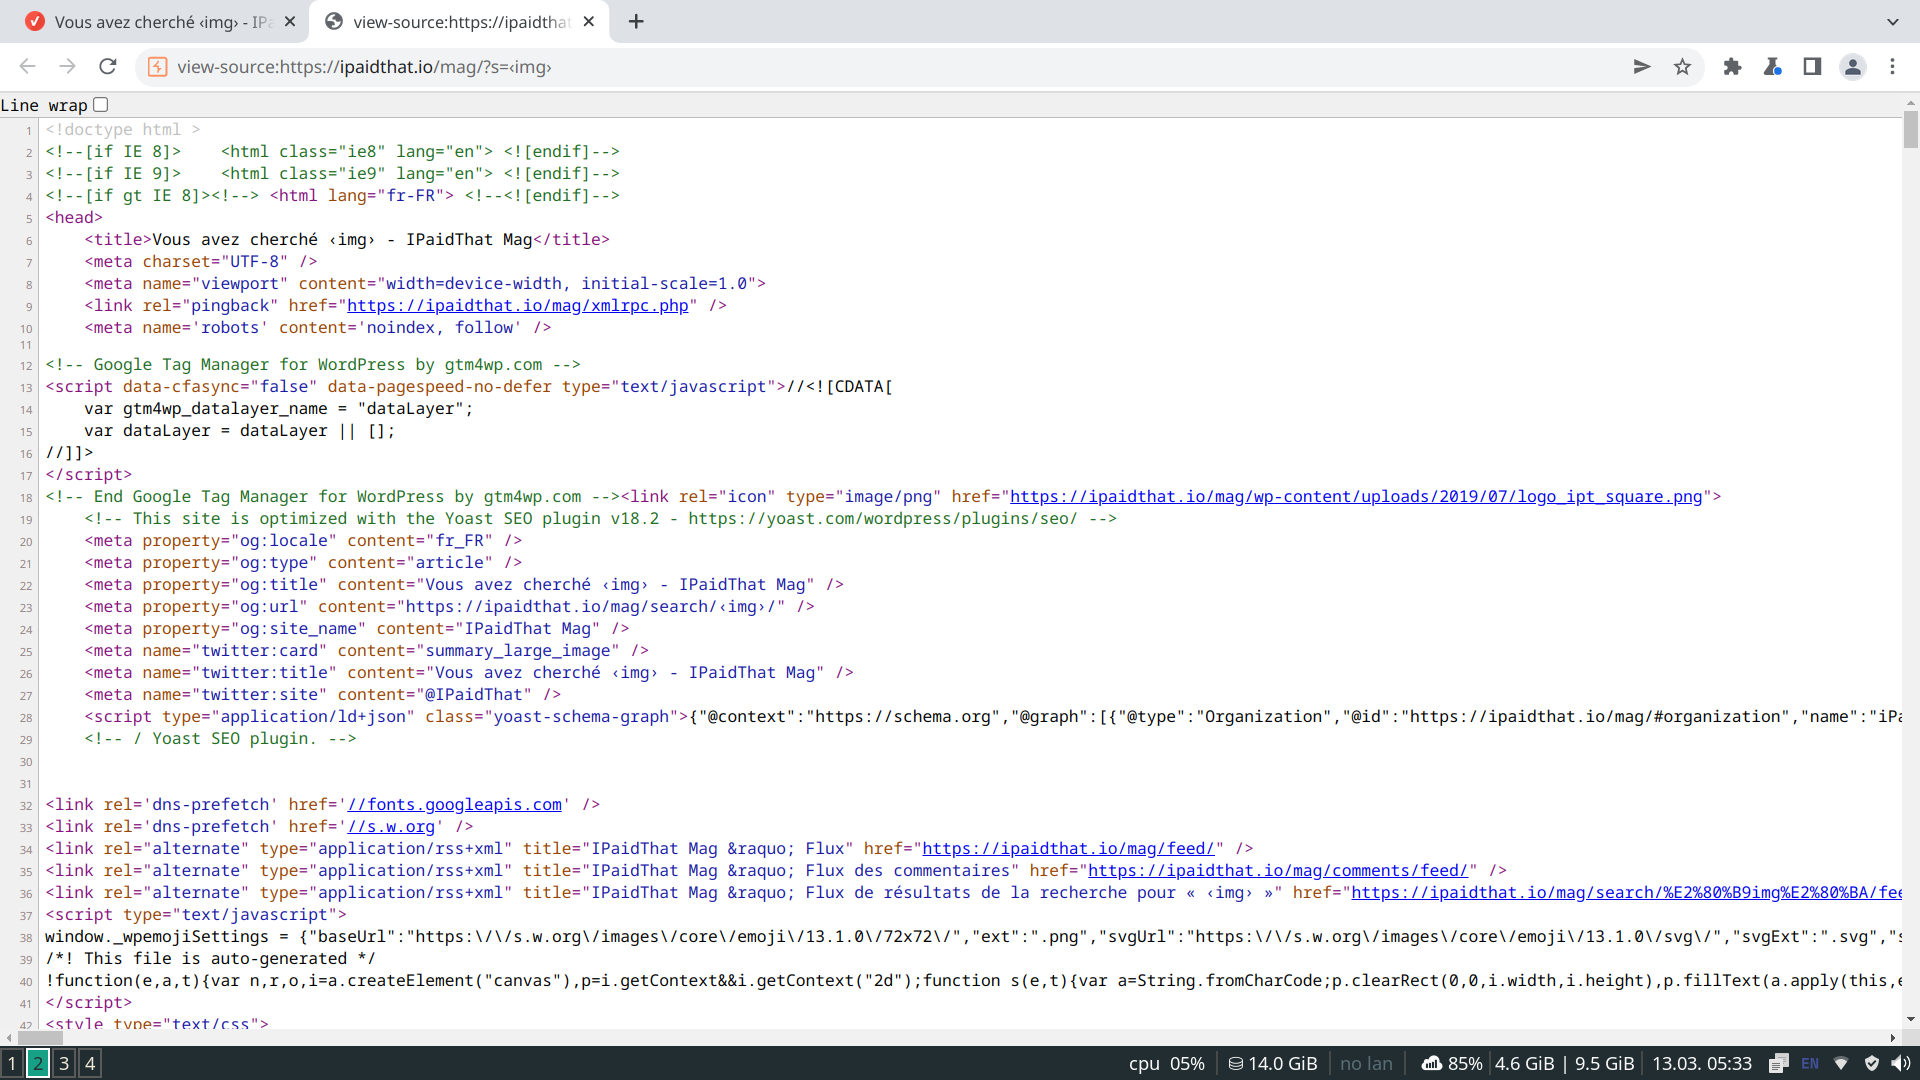 Vous avez cherché ‹img› - IPa
view-source:https://ipaidthat
view-source:https://ipaidthat.io/mag/?s=‹img›
Line wrap
1 <!doctype html >
2 <!--[if IE 8]>    <html class="ie8" lang="en"> <![endif]-->
3 <!--[if IE 9]>    <html class="ie9" lang="en"> <![endif]-->
4 <!--[if gt IE 8]><!--> <html lang="fr-FR"> <!--<![endif]-->
5 <head>
6     <title>Vous avez cherché ‹img› - IPaidThat Mag</title>
7     <meta charset="UTF-8" />
8     <meta name="viewport" content="width=device-width, initial-scale=1.0">
9     <link rel="pingback" href="https://ipaidthat.io/mag/xmlrpc.php" />
10     <meta name='robots' content='noindex, follow' />
11
12 <!-- Google Tag Manager for WordPress by gtm4wp.com -->
13 <script data-cfasync="false" data-pagespeed-no-defer type="text/javascript">//<![CDATA[
14     var gtm4wp_datalayer_name = "dataLayer";
15     var dataLayer = dataLayer || [];
16 //]]>
17 </script>
18 <!-- End Google Tag Manager for WordPress by gtm4wp.com --><link rel="icon" type="image/png" href="https://ipaidthat.io/mag/wp-content/uploads/2019/07/logo_ipt_square.png">
19     <!-- This site is optimized with the Yoast SEO plugin v18.2 - https://yoast.com/wordpress/plugins/seo/ -->
20     <meta property="og:locale" content="fr_FR" />
21     <meta property="og:type" content="article" />
22     <meta property="og:title" content="Vous avez cherché ‹img› - IPaidThat Mag" />
23     <meta property="og:url" content="https://ipaidthat.io/mag/search/‹img›/" />
24     <meta property="og:site_name" content="IPaidThat Mag" />
25     <meta name="twitter:card" content="summary_large_image" />
26     <meta name="twitter:title" content="Vous avez cherché ‹img› - IPaidThat Mag" />
27     <meta name="twitter:site" content="@IPaidThat" />
28     <script type="application/ld+json" class="yoast-schema-graph">{"@context":"https://schema.org","@graph":[{"@type":"Organization","@id":"https://ipaidthat.io/mag/#organization","name":"iPa
29     <!-- / Yoast SEO plugin. -->
30
31
32 <link rel='dns-prefetch' href='//fonts.googleapis.com' />
33 <link rel='dns-prefetch' href='//s.w.org' />
34 <link rel="alternate" type="application/rss+xml" title="IPaidThat Mag &raquo; Flux" href="https://ipaidthat.io/mag/feed/" />
35 <link rel="alternate" type="application/rss+xml" title="IPaidThat Mag &raquo; Flux des commentaires" href="https://ipaidthat.io/mag/comments/feed/" />
36 <link rel="alternate" type="application/rss+xml" title="IPaidThat Mag &raquo; Flux de résultats de la recherche pour « ‹img› »" href="https://ipaidthat.io/mag/search/%E2%80%B9img%E2%80%BA/fee
37 <script type="text/javascript">
38 window._wpemojiSettings = {"baseUrl":"https:\/\/s.w.org\/images\/core\/emoji\/13.1.0\/72x72\/","ext":".png","svgUrl":"https:\/\/s.w.org\/images\/core\/emoji\/13.1.0\/svg\/","svgExt":".svg","s
39 /*! This file is auto-generated */
40 !function(e,a,t){var n,r,o,i=a.createElement("canvas"),p=i.getContext&&i.getContext("2d");function s(e,t){var a=String.fromCharCode;p.clearRect(0,0,i.width,i.height),p.fillText(a.apply(this,e
41 </script>
42 <style type="text/css">
1 2 3 4 cpu 05% 14.0 GiB no lan 85% 4.6 GiB | 9.5 GiB 13.03. 05:33 EN